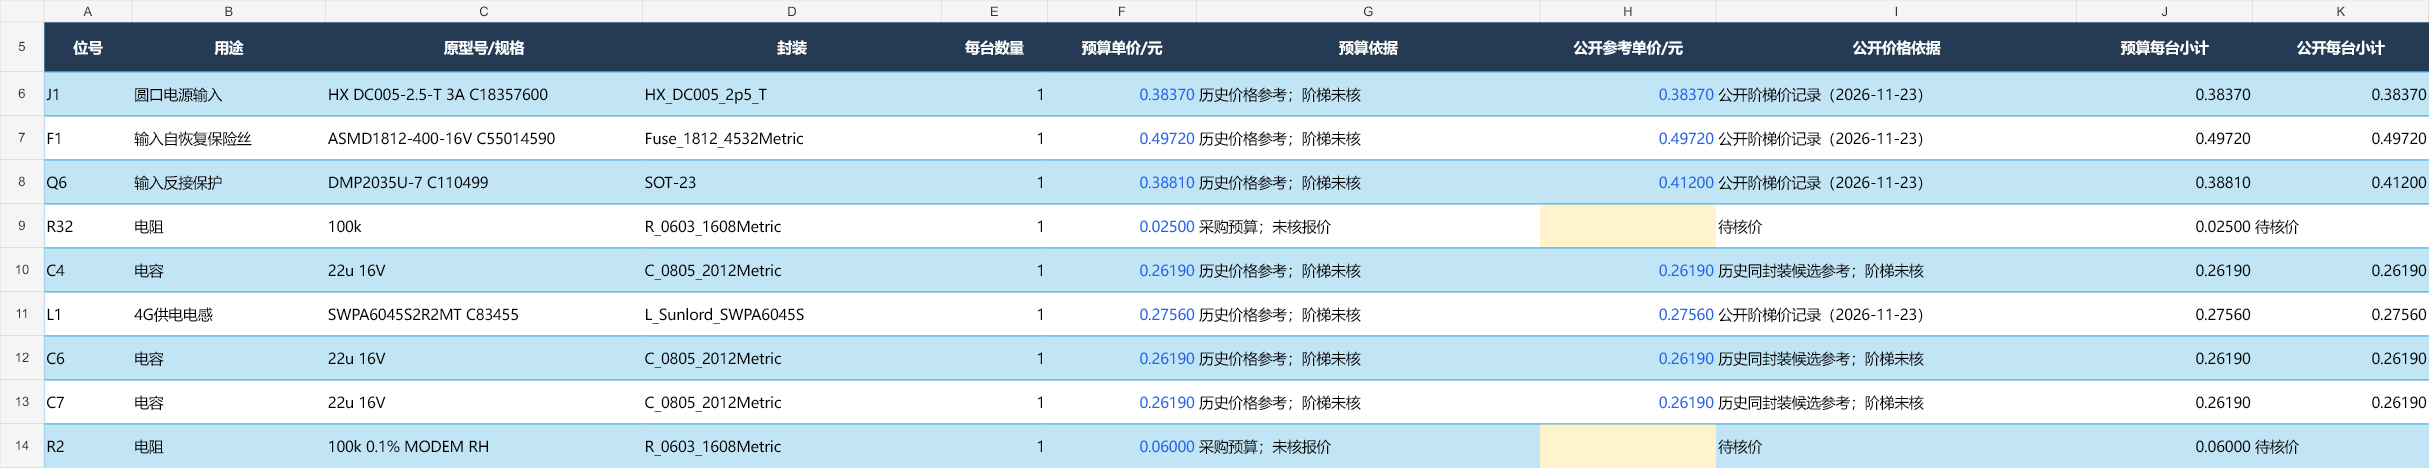 A B C D E F G H I J K
5 位号 用途 原型号/规格 封装 每台数量 预算单价/元 预算依据 公开参考单价/元 公开价格依据 预算每台小计 公开每台小计
6 J1 圆口电源输入 HX DC005-2.5-T 3A C18357600 HX_DC005_2p5_T 1 0.38370 历史价格参考；阶梯未核 0.38370 公开阶梯价记录（2026-11-23） 0.38370 0.38370
7 F1 输入自恢复保险丝 ASMD1812-400-16V C55014590 Fuse_1812_4532Metric 1 0.49720 历史价格参考；阶梯未核 0.49720 公开阶梯价记录（2026-11-23） 0.49720 0.49720
8 Q6 输入反接保护 DMP2035U-7 C110499 SOT-23 1 0.38810 历史价格参考；阶梯未核 0.41200 公开阶梯价记录（2026-11-23） 0.38810 0.41200
9 R32 电阻 100k R_0603_1608Metric 1 0.02500 采购预算；未核报价 待核价 0.02500 待核价
10 C4 电容 22u 16V C_0805_2012Metric 1 0.26190 历史价格参考；阶梯未核 0.26190 历史同封装候选参考；阶梯未核 0.26190 0.26190
11 L1 4G供电电感 SWPA6045S2R2MT C83455 L_Sunlord_SWPA6045S 1 0.27560 历史价格参考；阶梯未核 0.27560 公开阶梯价记录（2026-11-23） 0.27560 0.27560
12 C6 电容 22u 16V C_0805_2012Metric 1 0.26190 历史价格参考；阶梯未核 0.26190 历史同封装候选参考；阶梯未核 0.26190 0.26190
13 C7 电容 22u 16V C_0805_2012Metric 1 0.26190 历史价格参考；阶梯未核 0.26190 历史同封装候选参考；阶梯未核 0.26190 0.26190
14 R2 电阻 100k 0.1% MODEM RH R_0603_1608Metric 1 0.06000 采购预算；未核报价 待核价 0.06000 待核价